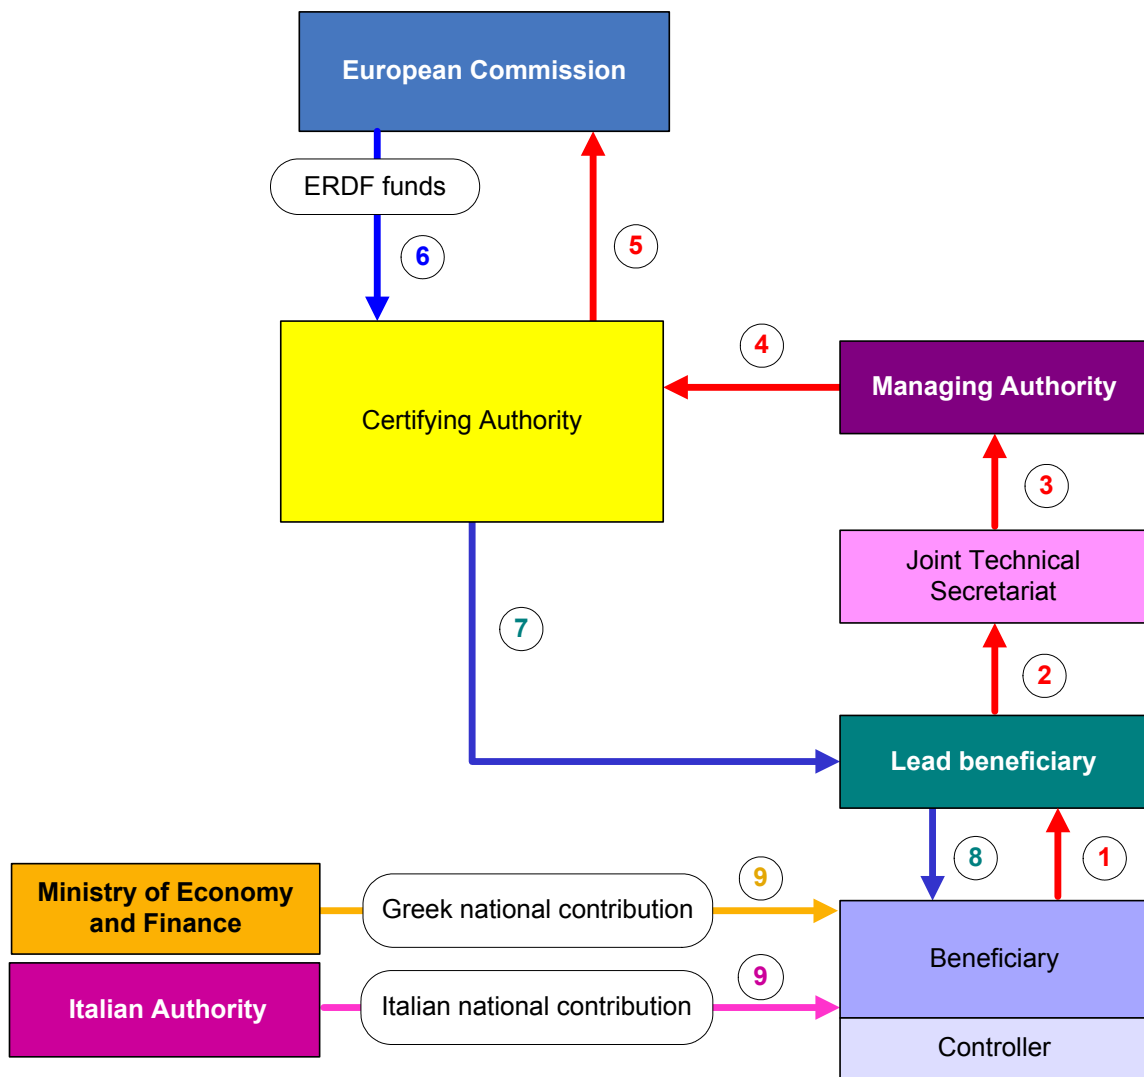 European Commission
ERDF funds
6
5
Certifying Authority
4
Managing Authority
3
Joint Technical
Secretariat
7
2
Lead beneficiary
8
1
Ministry of Economy
and Finance
Greek national contribution
9
Beneficiary
Italian Authority
Italian national contribution
9
Controller